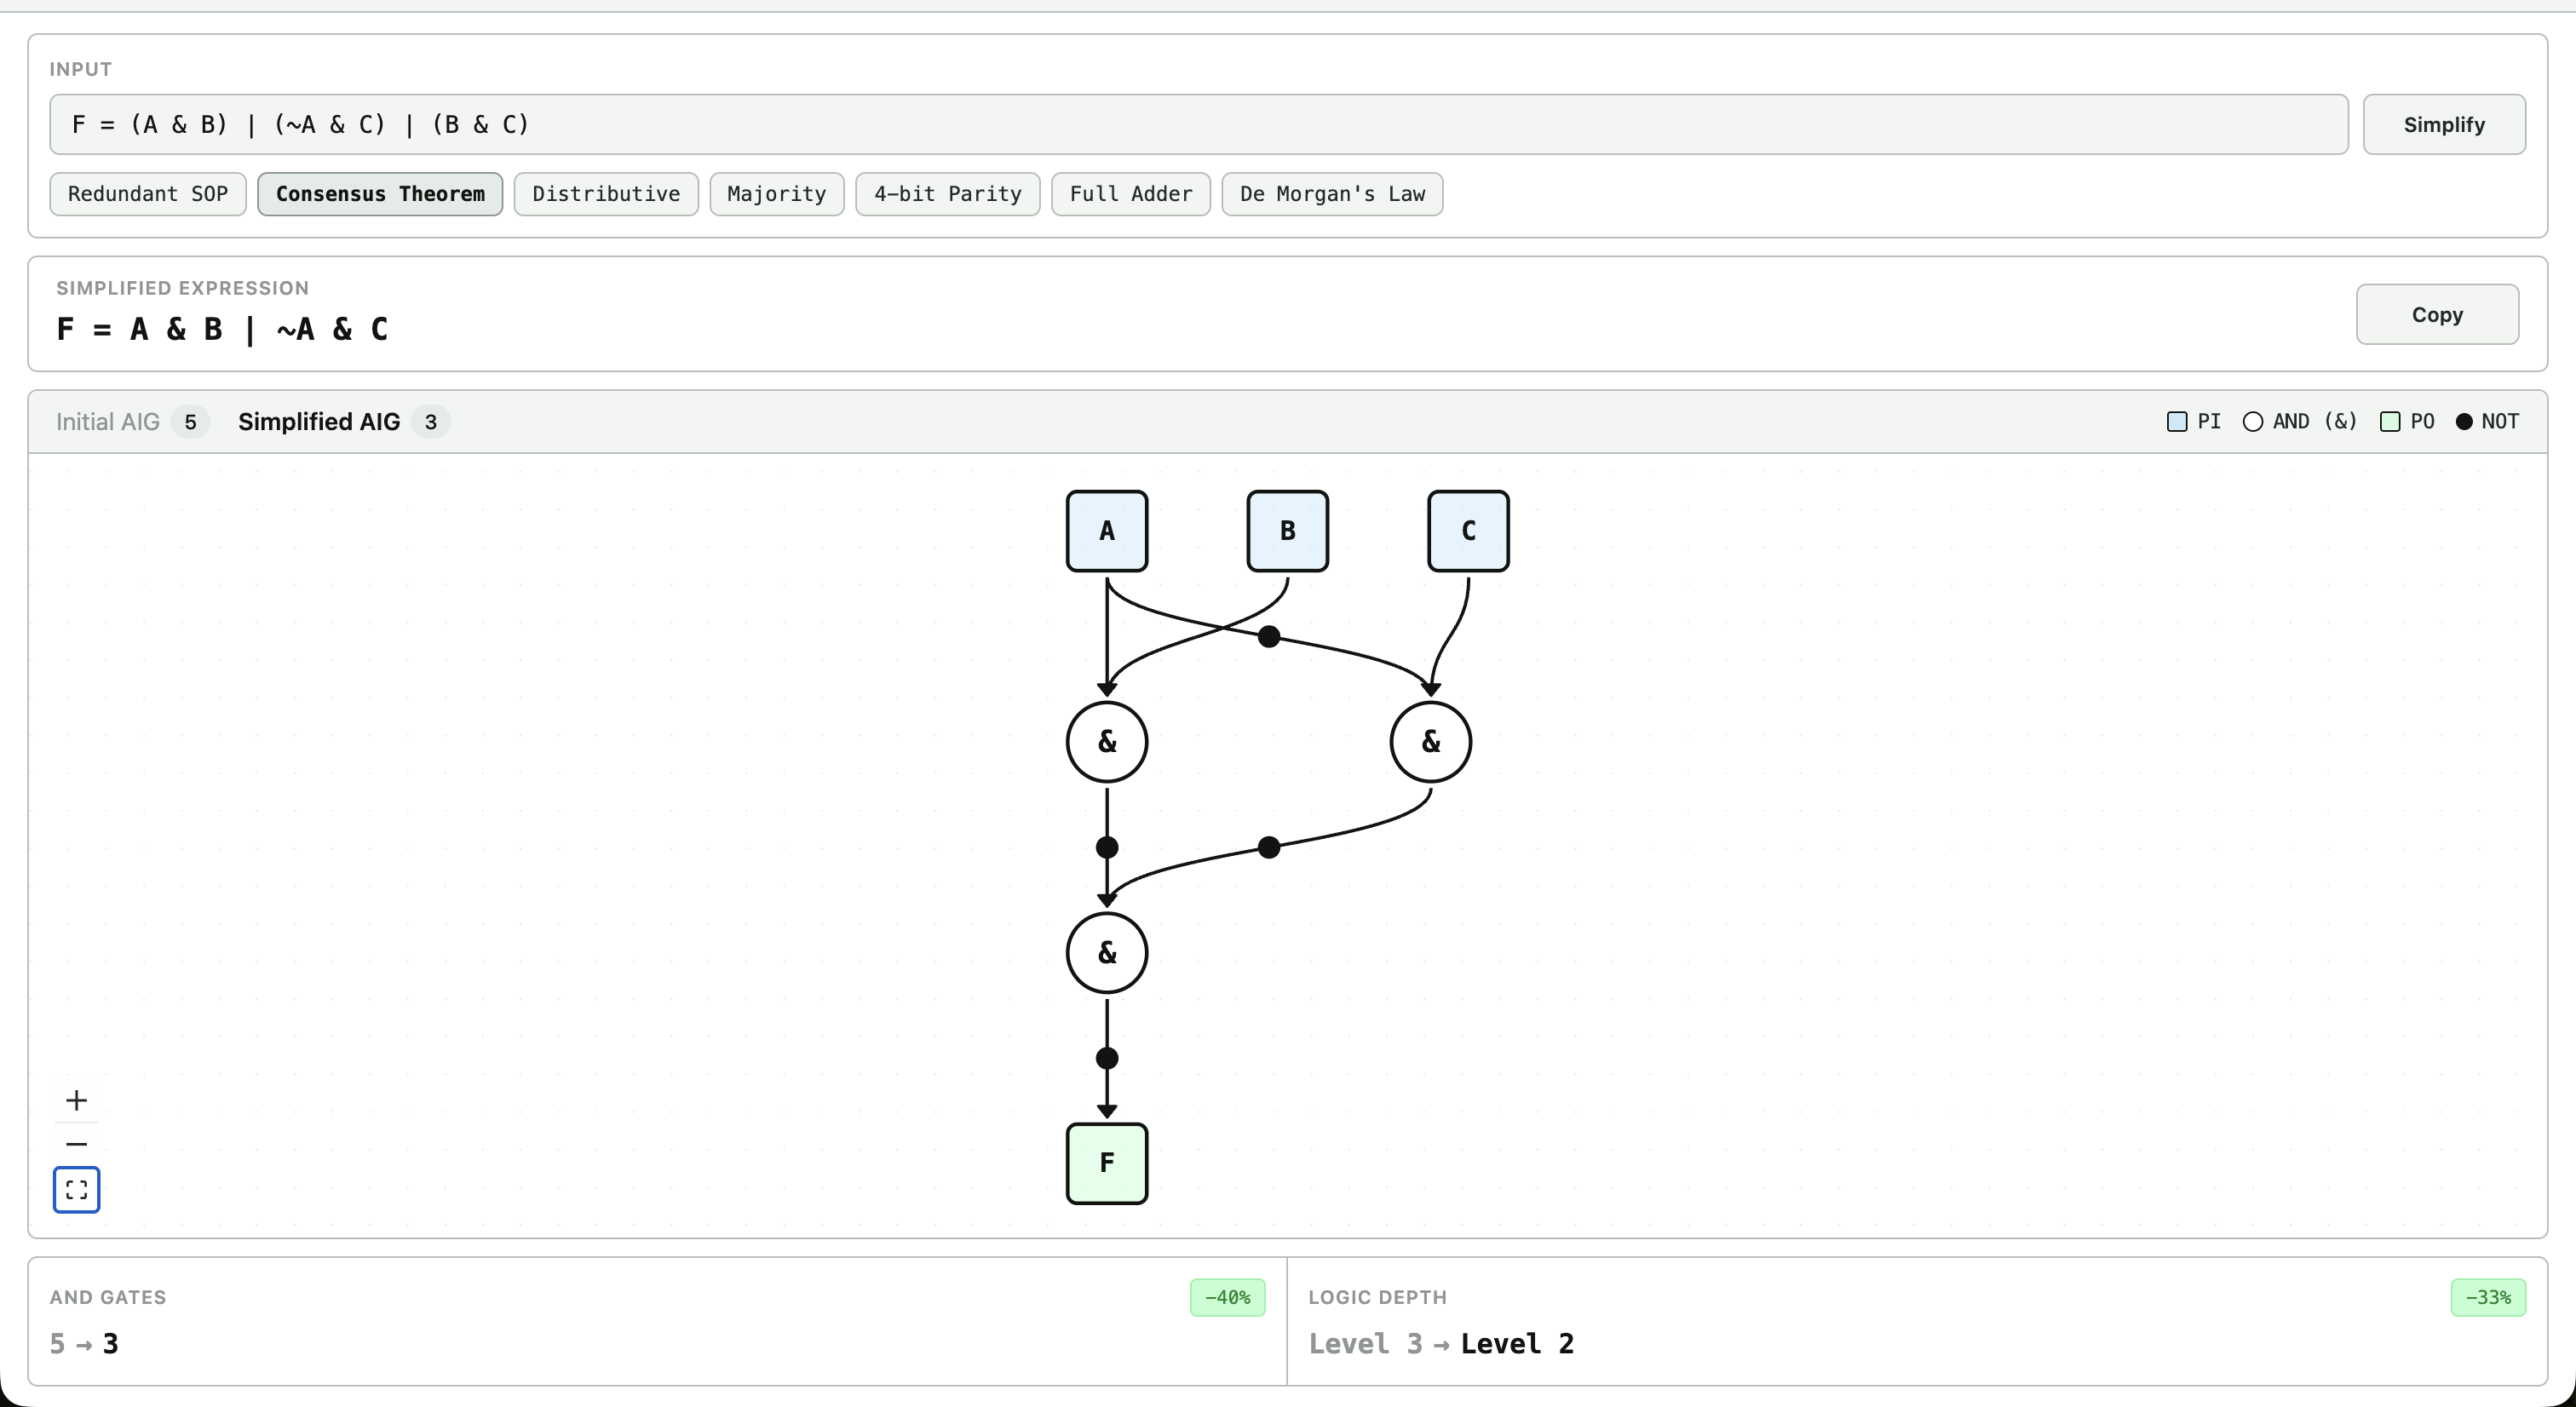 INPUT
F = (A & B) | (~A & C) | (B & C)
Simplify
Redundant SOP
Consensus Theorem
Distributive
Majority
4-bit Parity
Full Adder
De Morgan's Law
SIMPLIFIED EXPRESSION
F = A & B | ~A & C
Copy
Initial AIG 5
Simplified AIG 3
PI
AND (&)
PO
NOT
A
B
C
&
&
&
F
+
−
AND GATES
−40%
5 → 3
LOGIC DEPTH
−33%
Level 3 → Level 2